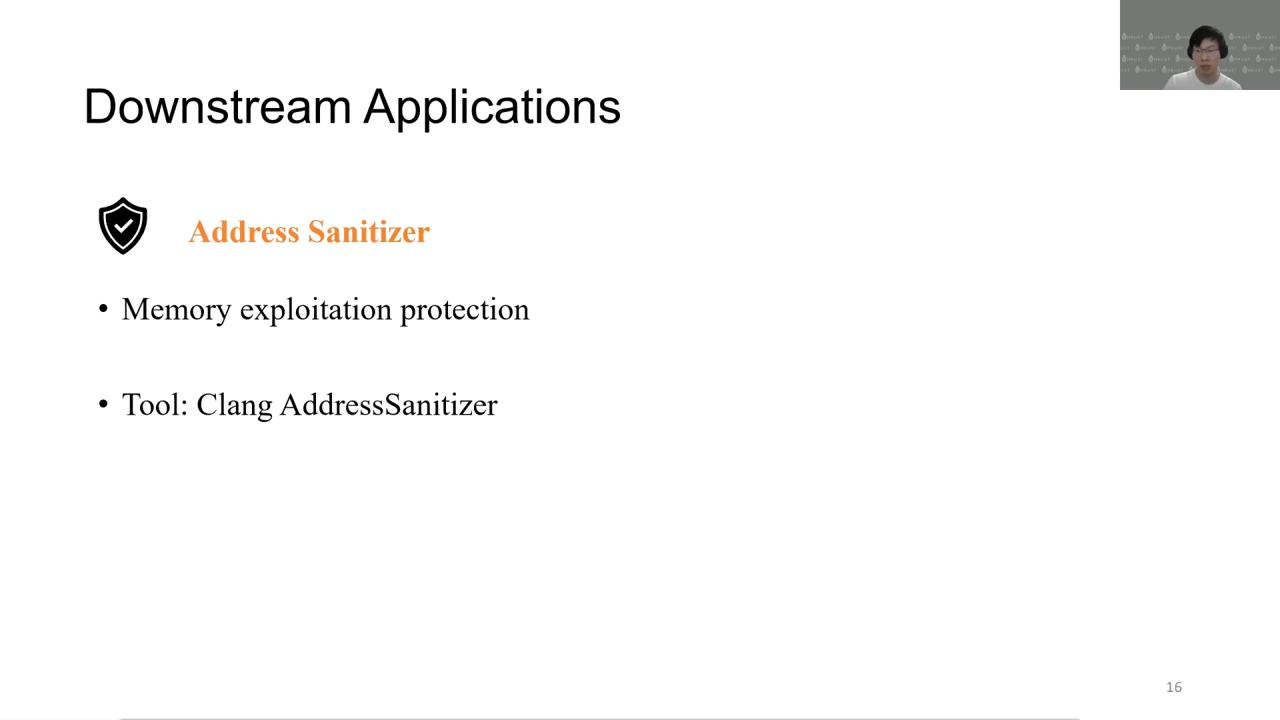 Downstream Applications
Address Sanitizer
• Memory exploitation protection
• Tool: Clang AddressSanitizer
16